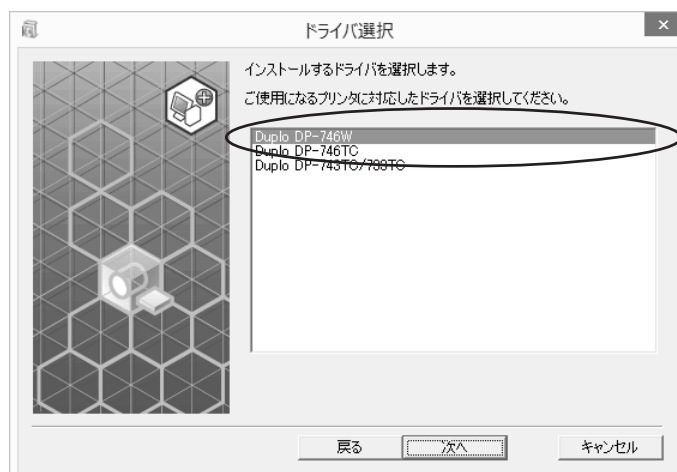 ドライバ選択
インストールするドライバを選択します。
ご使用になるプリンタに対応したドライバを選択してください。
Duplo DP-746W
Duplo DP-746TC
Duplo DP-743TC/783TC
戻る
次へ
キャンセル